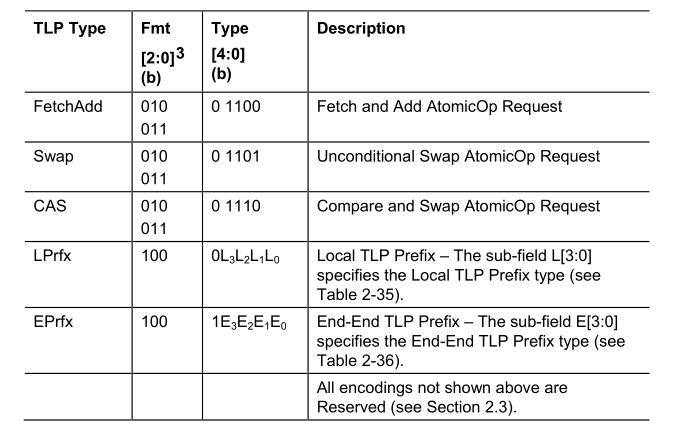 TLP Type Fmt [2:0]3 (b) Type [4:0] (b) Description
FetchAdd 010 0 1100 Fetch and Add AtomicOp Request
011
Swap 010 0 1101 Unconditional Swap AtomicOp Request
011
CAS 010 0 1110 Compare and Swap AtomicOp Request
011
LPrfx 100 0L3L2L1L0 Local TLP Prefix – The sub-field L[3:0]
specifies the Local TLP Prefix type (see
Table 2-35).
EPrfx 100 1E3E2E1E0 End-End TLP Prefix – The sub-field E[3:0]
specifies the End-End TLP Prefix type (see
Table 2-36).
All encodings not shown above are
Reserved (see Section 2.3).